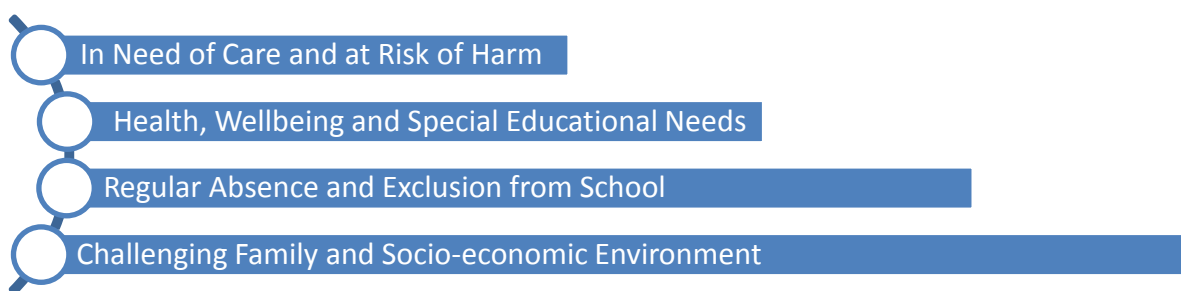 In Need of Care and at Risk of Harm
Health, Wellbeing and Special Educational Needs
Regular Absence and Exclusion from School
Challenging Family and Socio-economic Environment